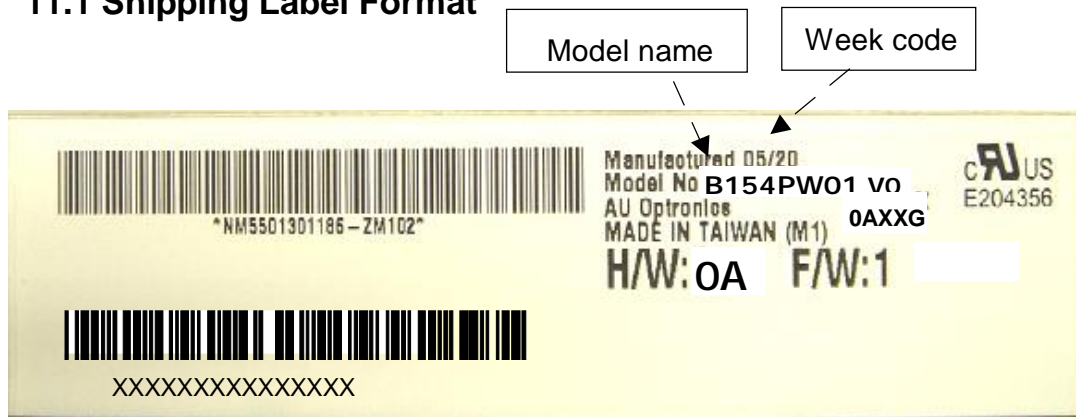 11.1 Shipping Label Format
Model name
Week code
Manufactured 05/20
Model No B154PW01 V0
AU Optronics
0AXXG
MADE IN TAIWAN (M1)
H/W: 0A F/W:1
c US
E204356
*NM5501301185-ZM102*
XXXXXXXXXXXXXXX